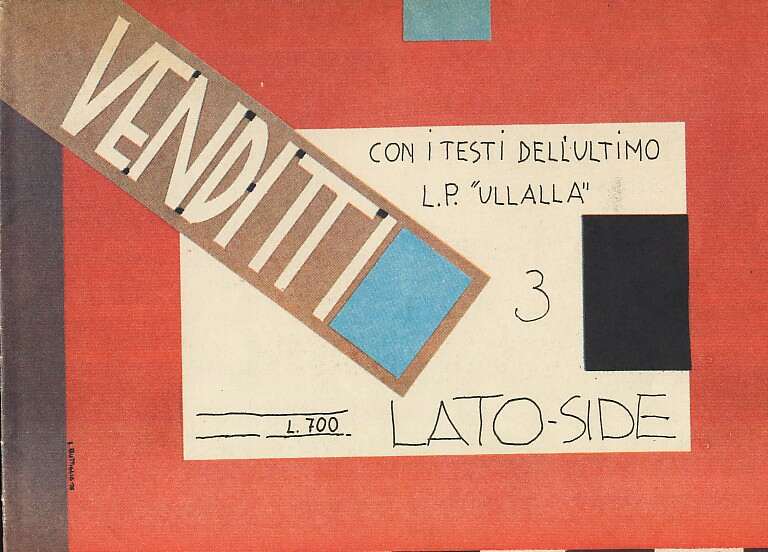 VENDITTI
CON I TESTI DELL'ULTIMO
L.P. "ULLALLA"
3
L. 700.
LATO-SIDE